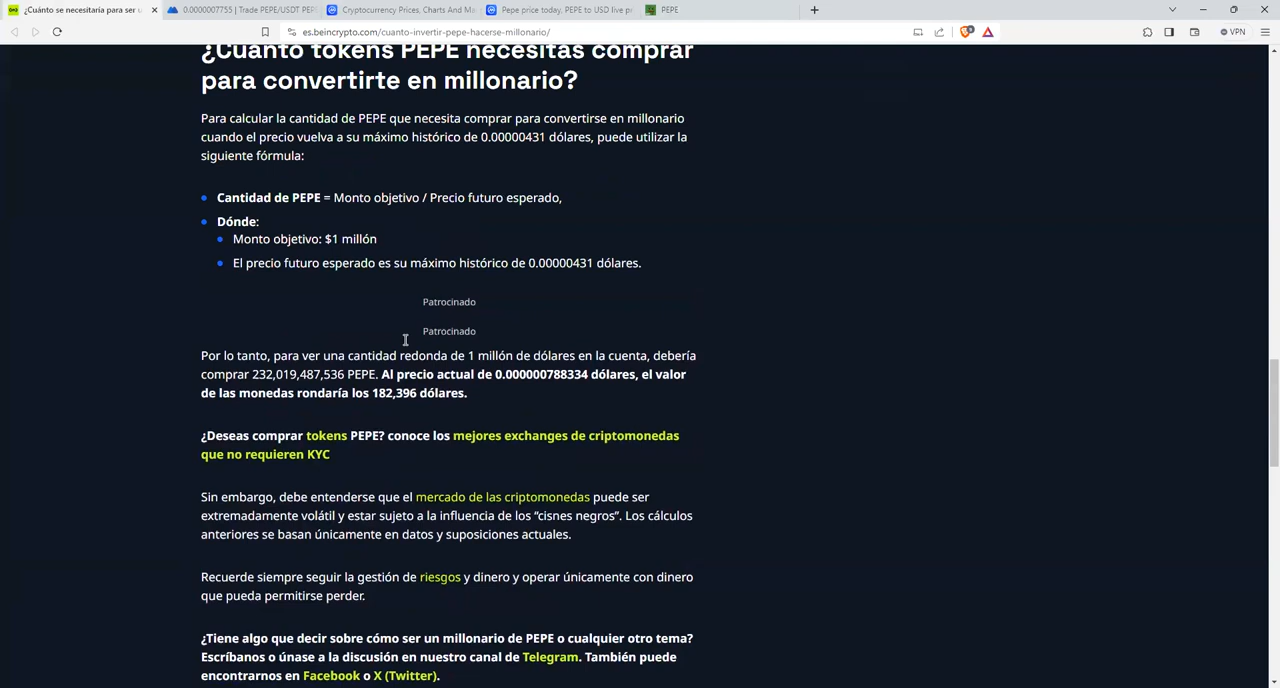 ¿Cuánto se necesitaría para ser u
0.0000007755 | Trade PEPE/USDT PEPE
Cryptocurrency Prices, Charts And Ma
Pepe price today, PEPE to USD live pr
PEPE
es.beincrypto.com/cuanto-invertir-pepe-hacerse-millonario/
VPN
¿Cuánto tokens PEPE necesitas comprar
para convertirte en millonario?
Para calcular la cantidad de PEPE que necesita comprar para convertirse en millonario
cuando el precio vuelva a su máximo histórico de 0.00000431 dólares, puede utilizar la
siguiente fórmula:
Cantidad de PEPE = Monto objetivo / Precio futuro esperado,
Dónde:
Monto objetivo: $1 millón
El precio futuro esperado es su máximo histórico de 0.00000431 dólares.
Patrocinado
Patrocinado
Por lo tanto, para ver una cantidad redonda de 1 millón de dólares en la cuenta, debería
comprar 232,019,487,536 PEPE. Al precio actual de 0.000000788334 dólares, el valor
de las monedas rondaría los 182,396 dólares.
¿Deseas comprar tokens PEPE? conoce los mejores exchanges de criptomonedas
que no requieren KYC
Sin embargo, debe entenderse que el mercado de las criptomonedas puede ser
extremadamente volátil y estar sujeto a la influencia de los “cisnes negros”. Los cálculos
anteriores se basan únicamente en datos y suposiciones actuales.
Recuerde siempre seguir la gestión de riesgos y dinero y operar únicamente con dinero
que pueda permitirse perder.
¿Tiene algo que decir sobre cómo ser un millonario de PEPE o cualquier otro tema?
Escríbanos o únase a la discusión en nuestro canal de Telegram. También puede
encontrarnos en Facebook o X (Twitter).